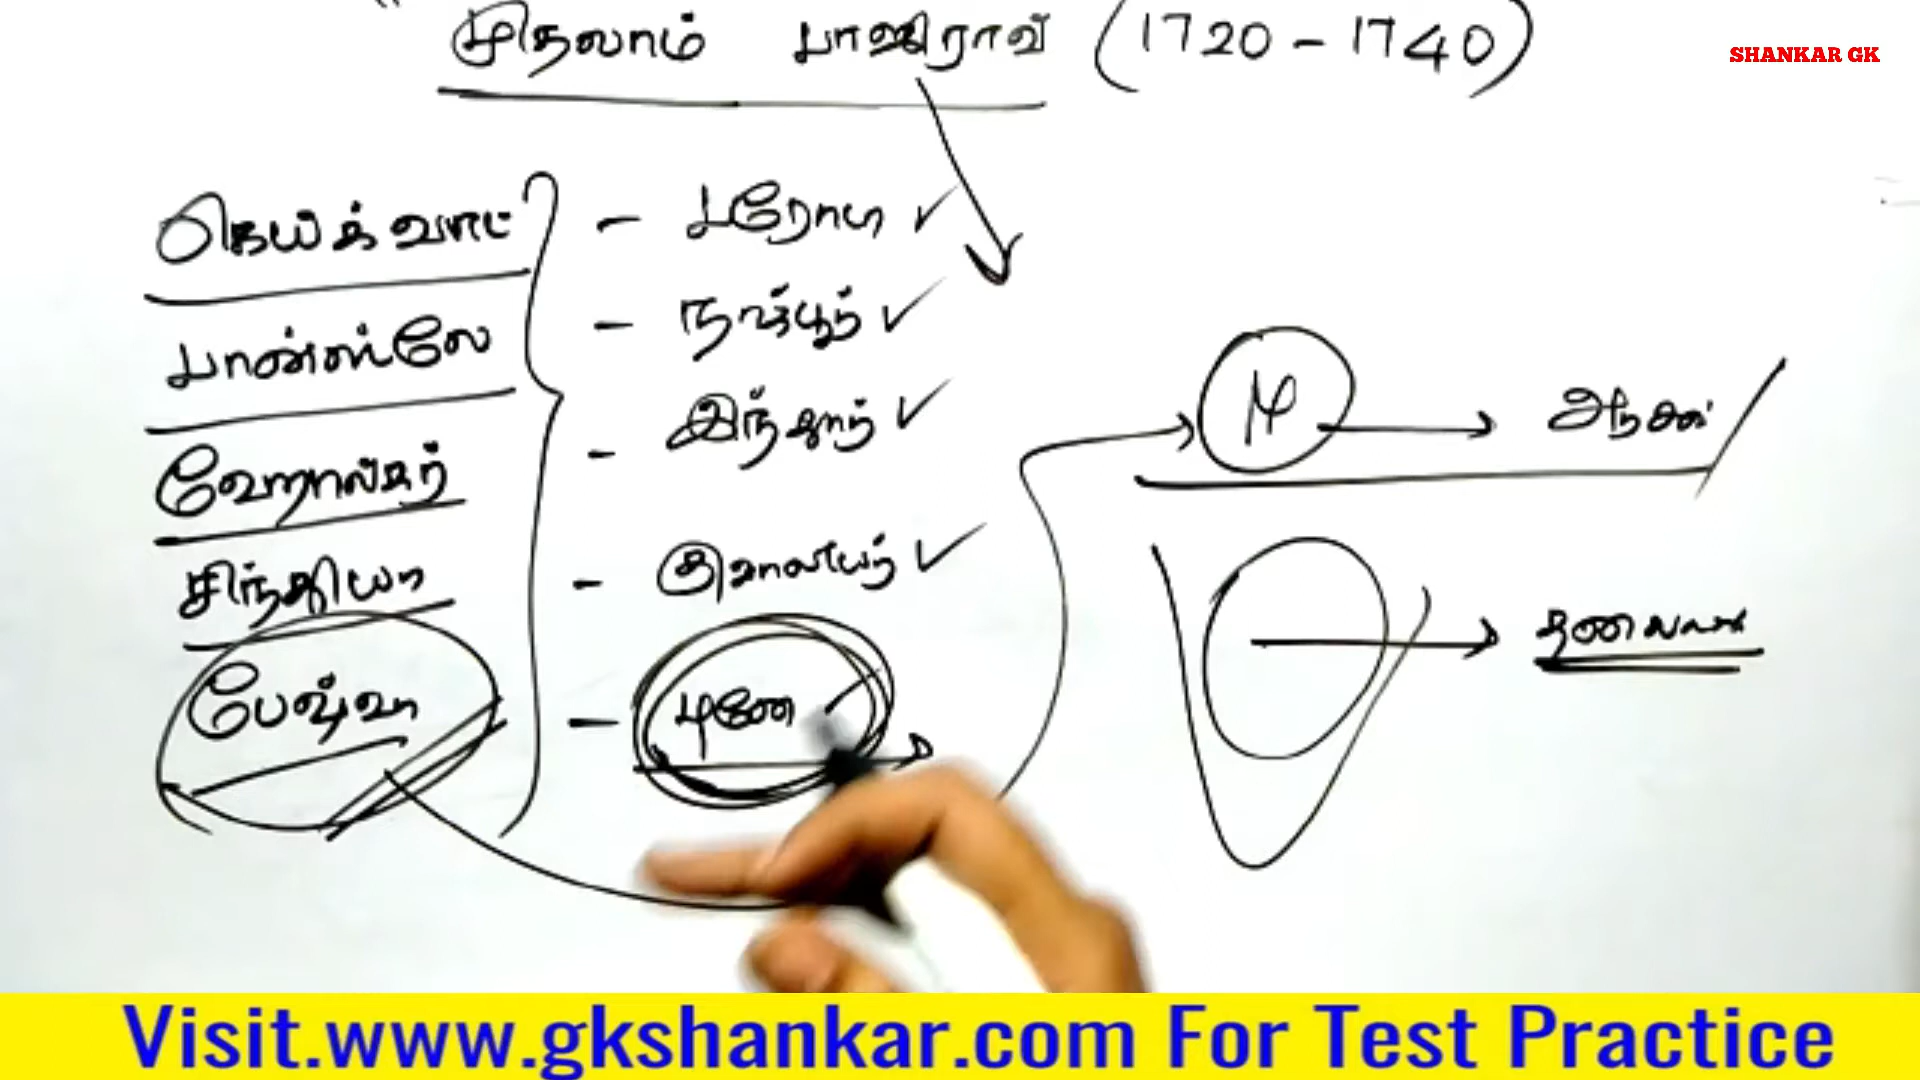 முதலாம் பாஜிராவ் (1720 - 1740)
SHANKAR GK
கெய்க்வாட் - பரோடா ✓
பான்ஸ்லே - நாக்பூர் ✓
ஹோல்கர் - இந்தூர் ✓
சிந்தியா - குவாலியர் ✓
பேஷ்வா - பூனே
M → அரசர்
Visit.www.gkshankar.com For Test Practice